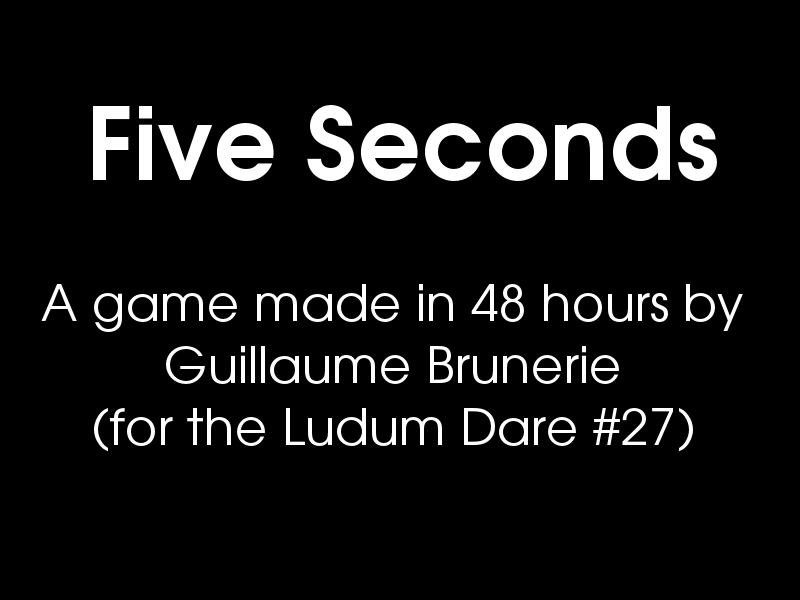 Five Seconds
A game made in 48 hours by
Guillaume Brunerie
(for the Ludum Dare #27)